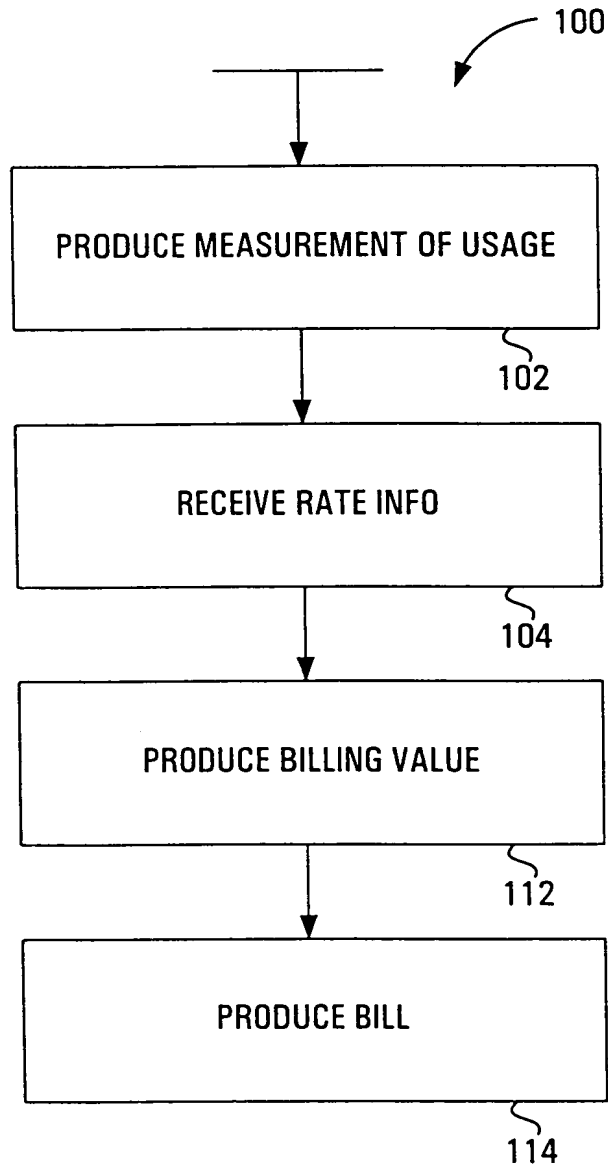 100
PRODUCE MEASUREMENT OF USAGE
102
RECEIVE RATE INFO
104
PRODUCE BILLING VALUE
112
PRODUCE BILL
114